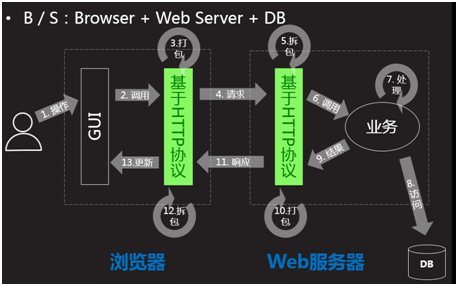 • B / S : Browser + Web Server + DB
3.打
包
5.拆
包
7. 处
理
1. 操作
GUI
2. 调用
基于HTTP协议
4. 请求
基于HTTP协议
6. 调用
业务
13.更新
11. 响应
9. 结果
8.访问
12.拆
包
10.打
包
DB
浏览器
Web服务器